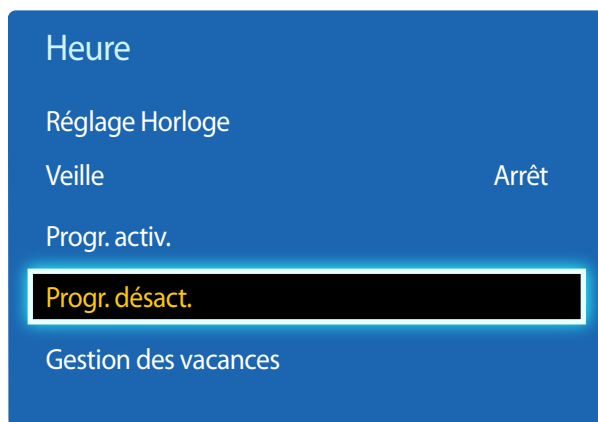 Heure
Réglage Horloge
Veille Arrêt
Progr. activ.
Progr. désact.
Gestion des vacances